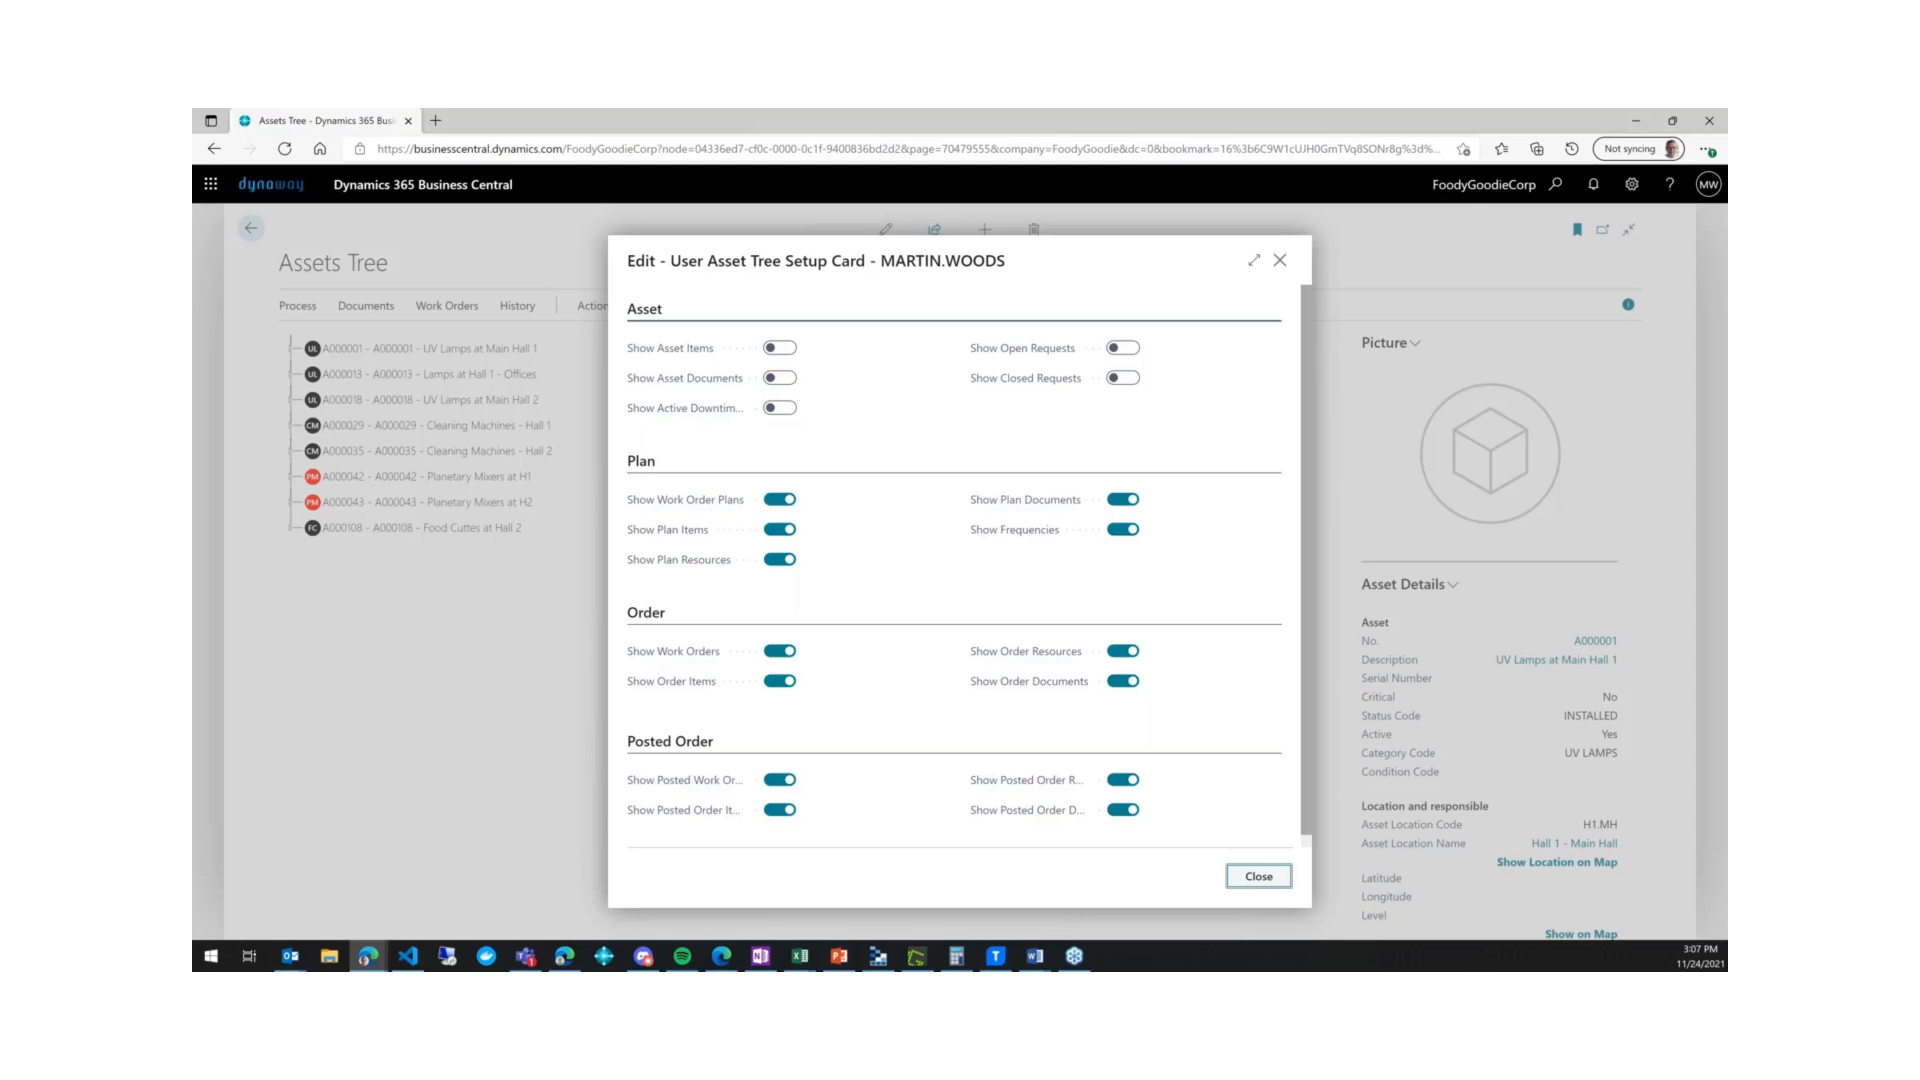 Assets Tree - Dynamics 365 Busi
https://businesscentral.dynamics.com/FoodyGoodieCorp?node=04336ed7-cf0c-0000-0c1f-9400836bd2d2&page=70479555&company=FoodyGoodie&dc=0&bookmark=16%3b6C9W1cUJH0GmTVq8SONr8g%3d%...
Not syncing
dynaway
Dynamics 365 Business Central
FoodyGoodieCorp
?
MW
Assets Tree
Process Documents Work Orders History Action
UL A000001 - A000001 - UV Lamps at Main Hall 1
UL A000013 - A000013 - Lamps at Hall 1 - Offices
UL A000018 - A000018 - UV Lamps at Main Hall 2
CM A000029 - A000029 - Cleaning Machines - Hall 1
CM A000035 - A000035 - Cleaning Machines - Hall 2
PM A000042 - A000042 - Planetary Mixers at H1
PM A000043 - A000043 - Planetary Mixers at H2
FC A000108 - A000108 - Food Cuttes at Hall 2
Edit - User Asset Tree Setup Card - MARTIN.WOODS
Asset
Show Asset Items
Show Open Requests
Show Asset Documents
Show Closed Requests
Show Active Downtim...
Plan
Show Work Order Plans
Show Plan Documents
Show Plan Items
Show Frequencies
Show Plan Resources
Order
Show Work Orders
Show Order Resources
Show Order Items
Show Order Documents
Posted Order
Show Posted Work Or...
Show Posted Order R...
Show Posted Order It...
Show Posted Order D...
Close
Picture
Asset Details
Asset
No. A000001
Description UV Lamps at Main Hall 1
Serial Number
Critical No
Status Code INSTALLED
Active Yes
Category Code UV LAMPS
Condition Code
Location and responsible
Asset Location Code H1.MH
Asset Location Name Hall 1 - Main Hall
Show Location on Map
Latitude
Longitude
Level
Show on Map
3:07 PM
11/24/2021